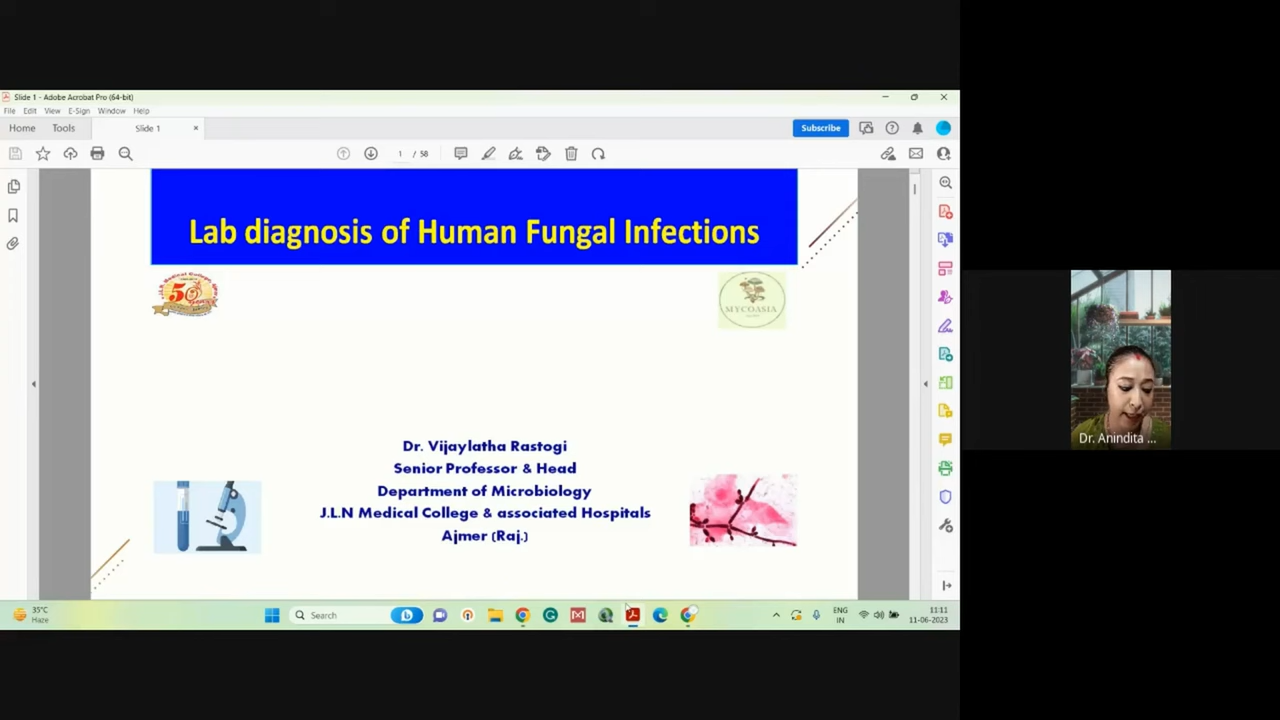 Slide 1 - Adobe Acrobat Pro (64-bit)
File Edit View E-Sign Window Help
Home Tools Slide 1 × Subscribe
1 / 58
Lab diagnosis of Human Fungal Infections
50
MYCOASIA
Dr. Vijaylatha Rastogi
Senior Professor & Head
Department of Microbiology
J.L.N Medical College & associated Hospitals
Ajmer (Raj.)
Dr. Anindita ...
35°C
Haze
Search
ENG
IN
11:11
11-06-2023